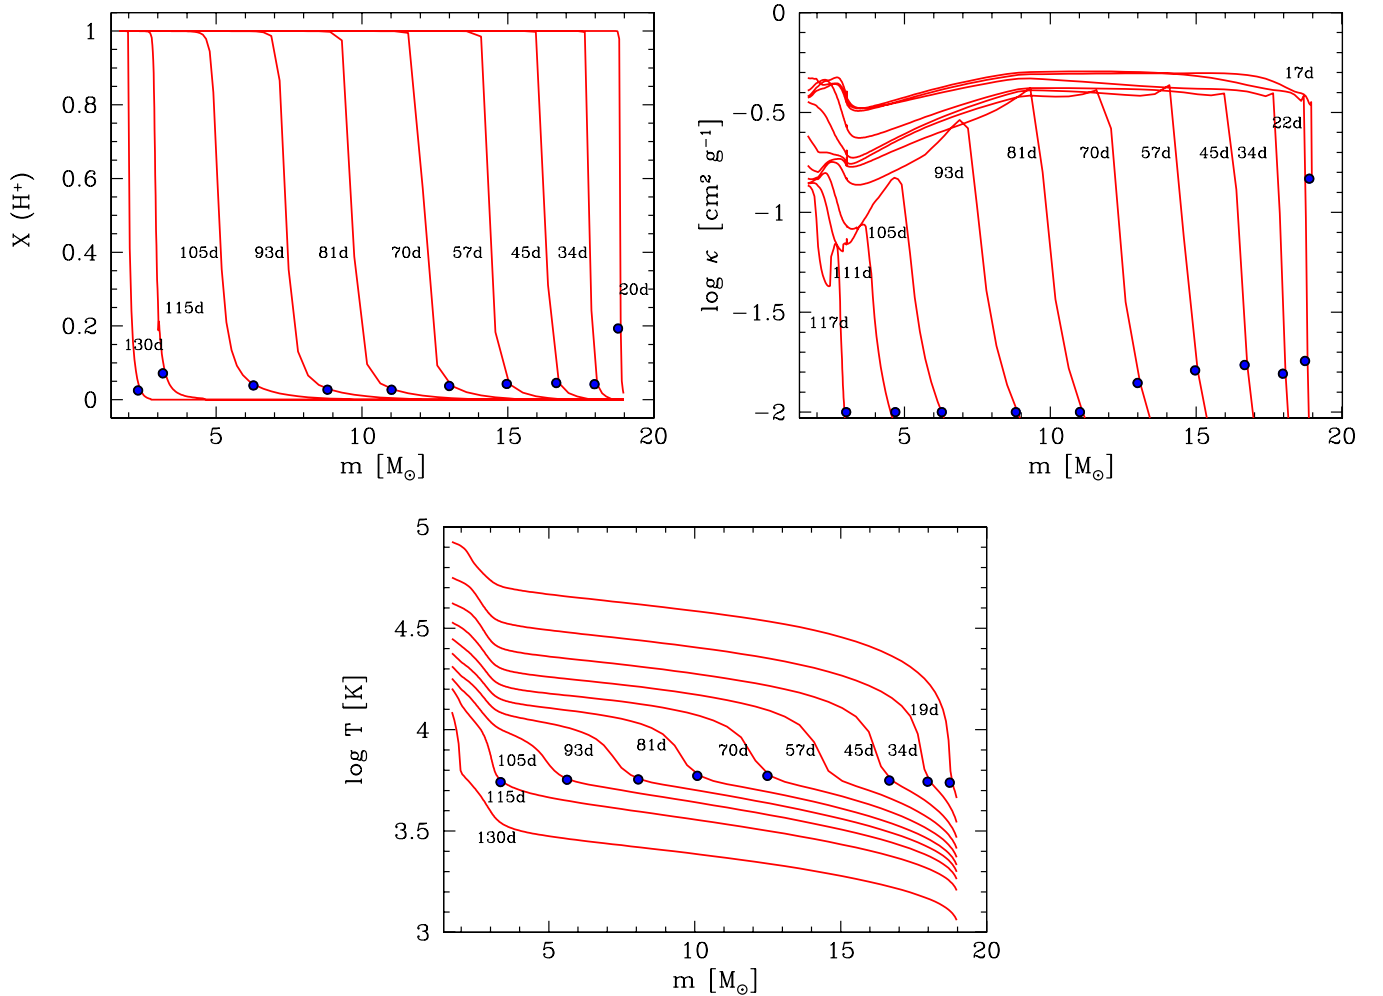 1
0.8
0.6
0.4
0.2
0
X (H⁺)
105d
93d
81d
70d
57d
45d
34d
20d
115d
130d
5
10
15
20
m [M⊙]
0
−0.5
−1
−1.5
−2
log κ [cm² g⁻¹]
17d
22d
93d
81d
70d
57d
45d
34d
105d
111d
117d
5
10
15
20
m [M⊙]
5
4.5
4
3.5
3
log T [K]
19d
105d
93d
81d
70d
57d
45d
34d
115d
130d
5
10
15
20
m [M⊙]